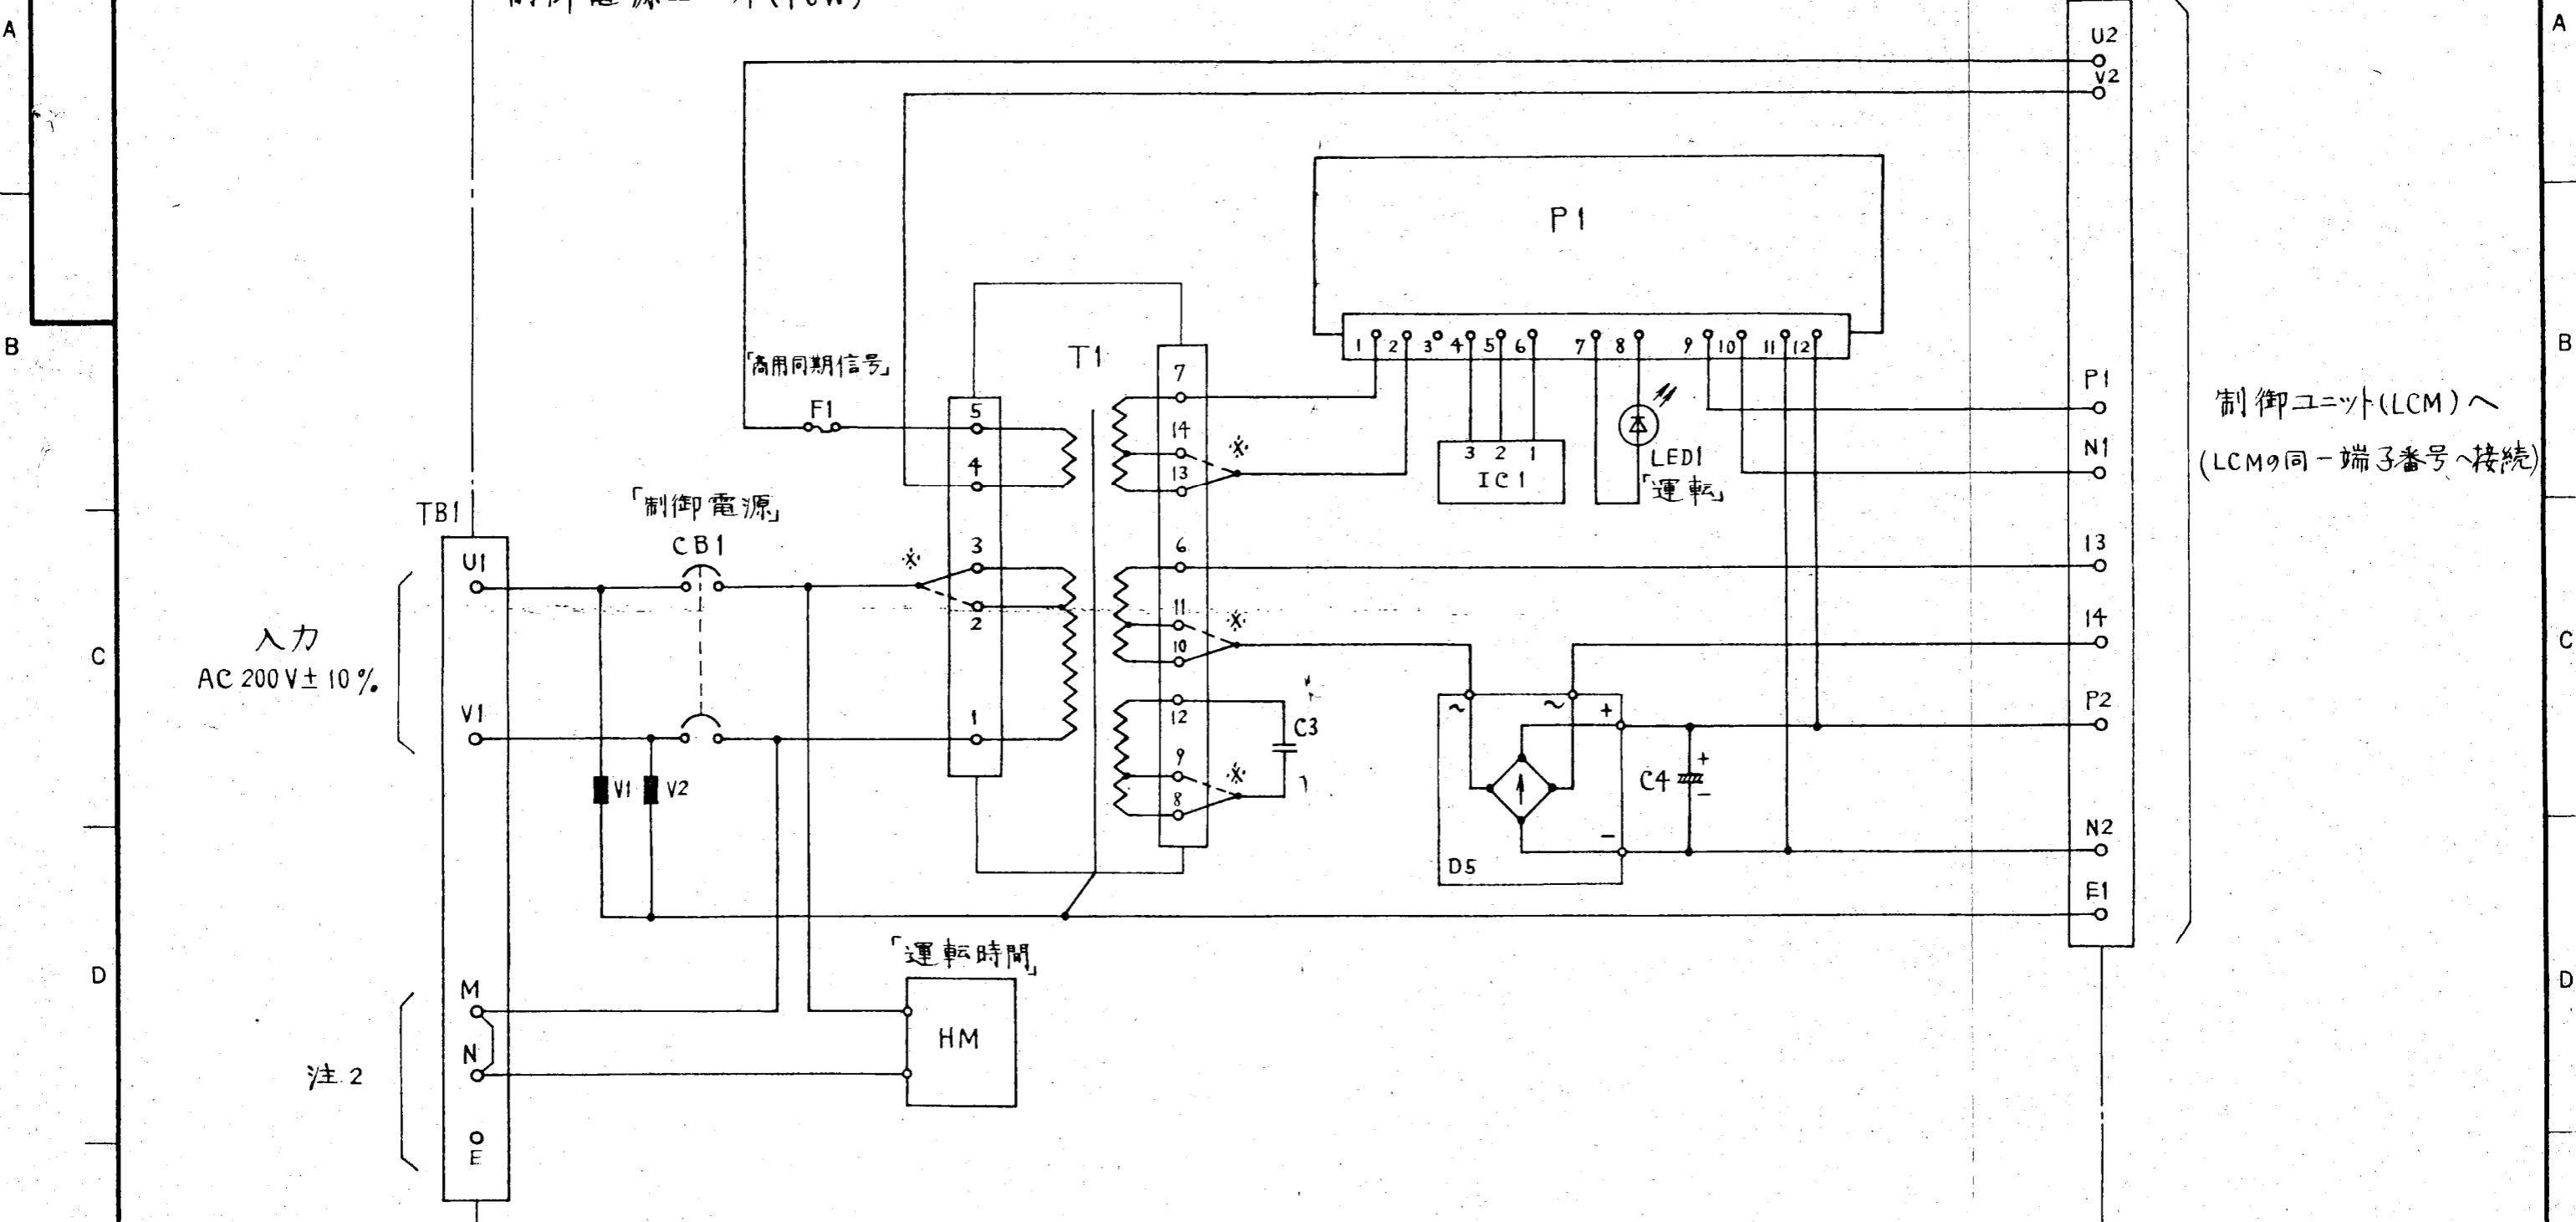 A
A
U2
V2
P1
B
B
「商用同期信号」
T1
7
1 2 3 4 5 6 7 8 9 10 11 12
P1
制御ユニット(LCM)へ
F1
5
14
※
N1
(LCMの同一端子番号へ接続)
4
13
3 2 1
IC1
LED1
「運転」
「制御電源」
TB1
CB1
3
6
13
U1
※
2
11
※
14
入力
C
C
10
AC 200V±10%
V1
1
12
C3
~ ~ +
P2
9
※
C4 +
-
V1 V2
8
-
N2
D5
E1
「運転時間」
D
D
M
HM
N
注.2
E